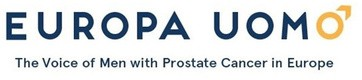 EUROPA UOMO
The Voice of Men with Prostate Cancer in Europe